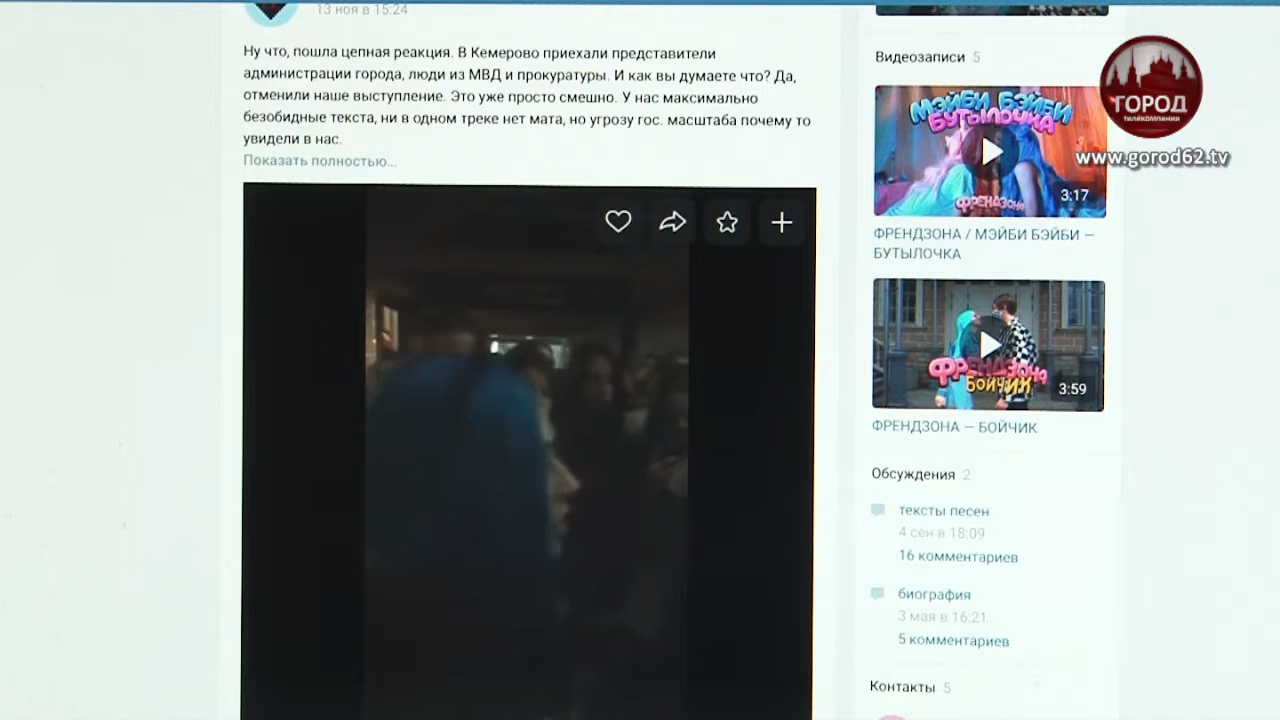 13 ноя в 15:24
Ну что, пошла цепная реакция. В Кемерово приехали представители
администрации города, люди из МВД и прокуратуры. И как вы думаете что? Да,
отменили наше выступление. Это уже просто смешно. У нас максимально
безобидные текста, ни в одном треке нет мата, но угрозу гос. масштаба почему то
увидели в нас.
Показать полностью...
Видеозаписи 5
МЭЙБИ БЭЙБИ
БУТЫЛОЧКА
ФРЕНДЗОНА
3:17
ФРЕНДЗОНА / МЭЙБИ БЭЙБИ —
БУТЫЛОЧКА
ФРЕНДЗОНА
БОЙЧИК
3:59
ФРЕНДЗОНА — БОЙЧИК
Обсуждения 2
тексты песен
4 сен в 18:09
16 комментариев
биография
3 мая в 16:21
5 комментариев
Контакты 5
ГОРОД
телекомпания
www.gorod62.tv